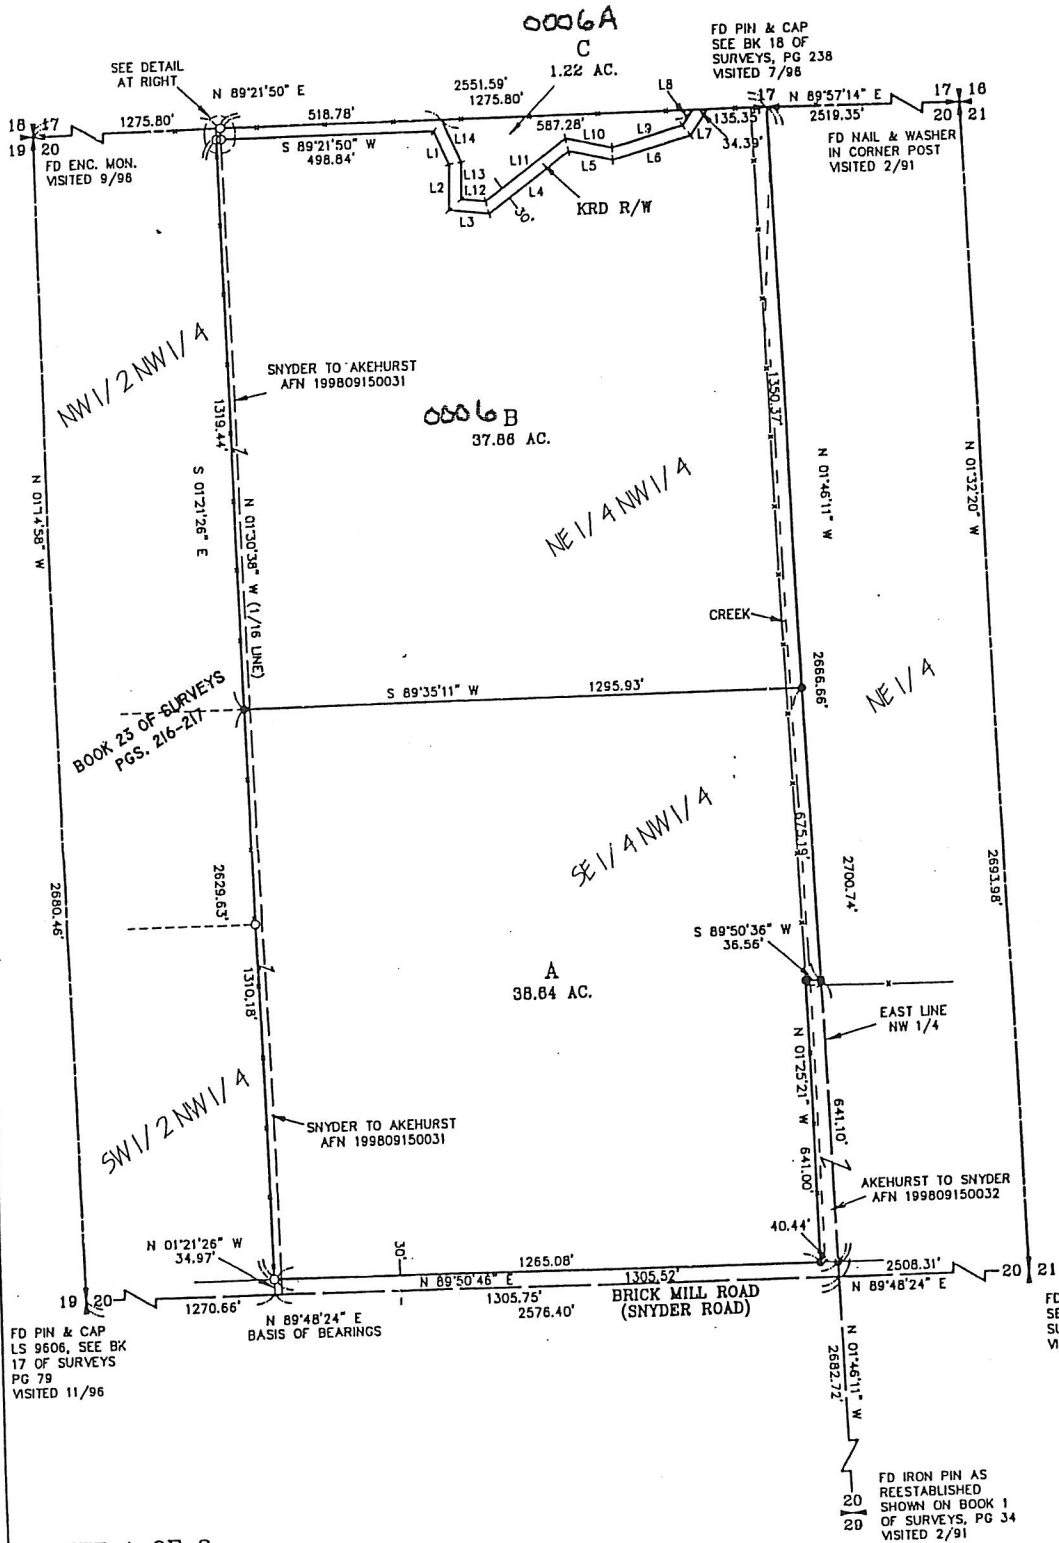 0006A
C
1.22 AC.
FD PIN & CAP
SEE BK 18 OF
SURVEYS, PG 238
VISITED 7/98
SEE DETAIL
AT RIGHT
N 89°21'50" E
2551.59'
1275.80'
L8
17
N 89°57'14" E
2519.35'
17 16
20 21
18 17
19 20
1275.80'
518.78'
S 89°21'50" W
498.84'
L14
587.28'
L10
L9
135.35'
L7
34.39'
FD ENC. MON.
VISITED 9/98
FD NAIL & WASHER
IN CORNER POST
VISITED 2/91
L1
L13
L11
L5
L6
L2
L12
L4
L3
30'
KRD R/W
NW1/2NW1/4
SNYDER TO AKEHURST
AFN 199809150031
1319.44'
0006B
37.86 AC.
1350.37'
N 01°14'58" W
S 01°21'26" E
N 01°30'38" W (1/16 LINE)
NE1/4NW1/4
N 01°46'11" W
N 01°32'20" W
CREEK
BOOK 23 OF SURVEYS
PGS. 216-217
S 89°35'11" W
1295.93'
2666.66'
NE1/4
SE1/4NW1/4
675.19'
2680.46'
2629.63'
2700.74'
2693.98'
S 89°50'36" W
36.56'
A
38.64 AC.
1310.18'
EAST LINE
NW 1/4
N 01°25'21" W
641.00'
641.10'
SW1/2NW1/4
SNYDER TO AKEHURST
AFN 199809150031
AKEHURST TO SNYDER
AFN 199809150032
N 01°21'26" W
34.97'
30'
1265.08'
40.44'
2508.31'
N 89°48'24" E
20 21
N 89°50'46" E
1305.52'
19 20
1270.66'
1305.75'
2576.40'
BRICK MILL ROAD
(SNYDER ROAD)
N 89°48'24" E
BASIS OF BEARINGS
FD PIN & CAP
LS 9606, SEE BK
17 OF SURVEYS
PG 79
VISITED 11/96
N 01°46'11" W
2682.72'
20
29
FD IRON PIN AS
REESTABLISHED
SHOWN ON BOOK 1
OF SURVEYS, PG 34
VISITED 2/91